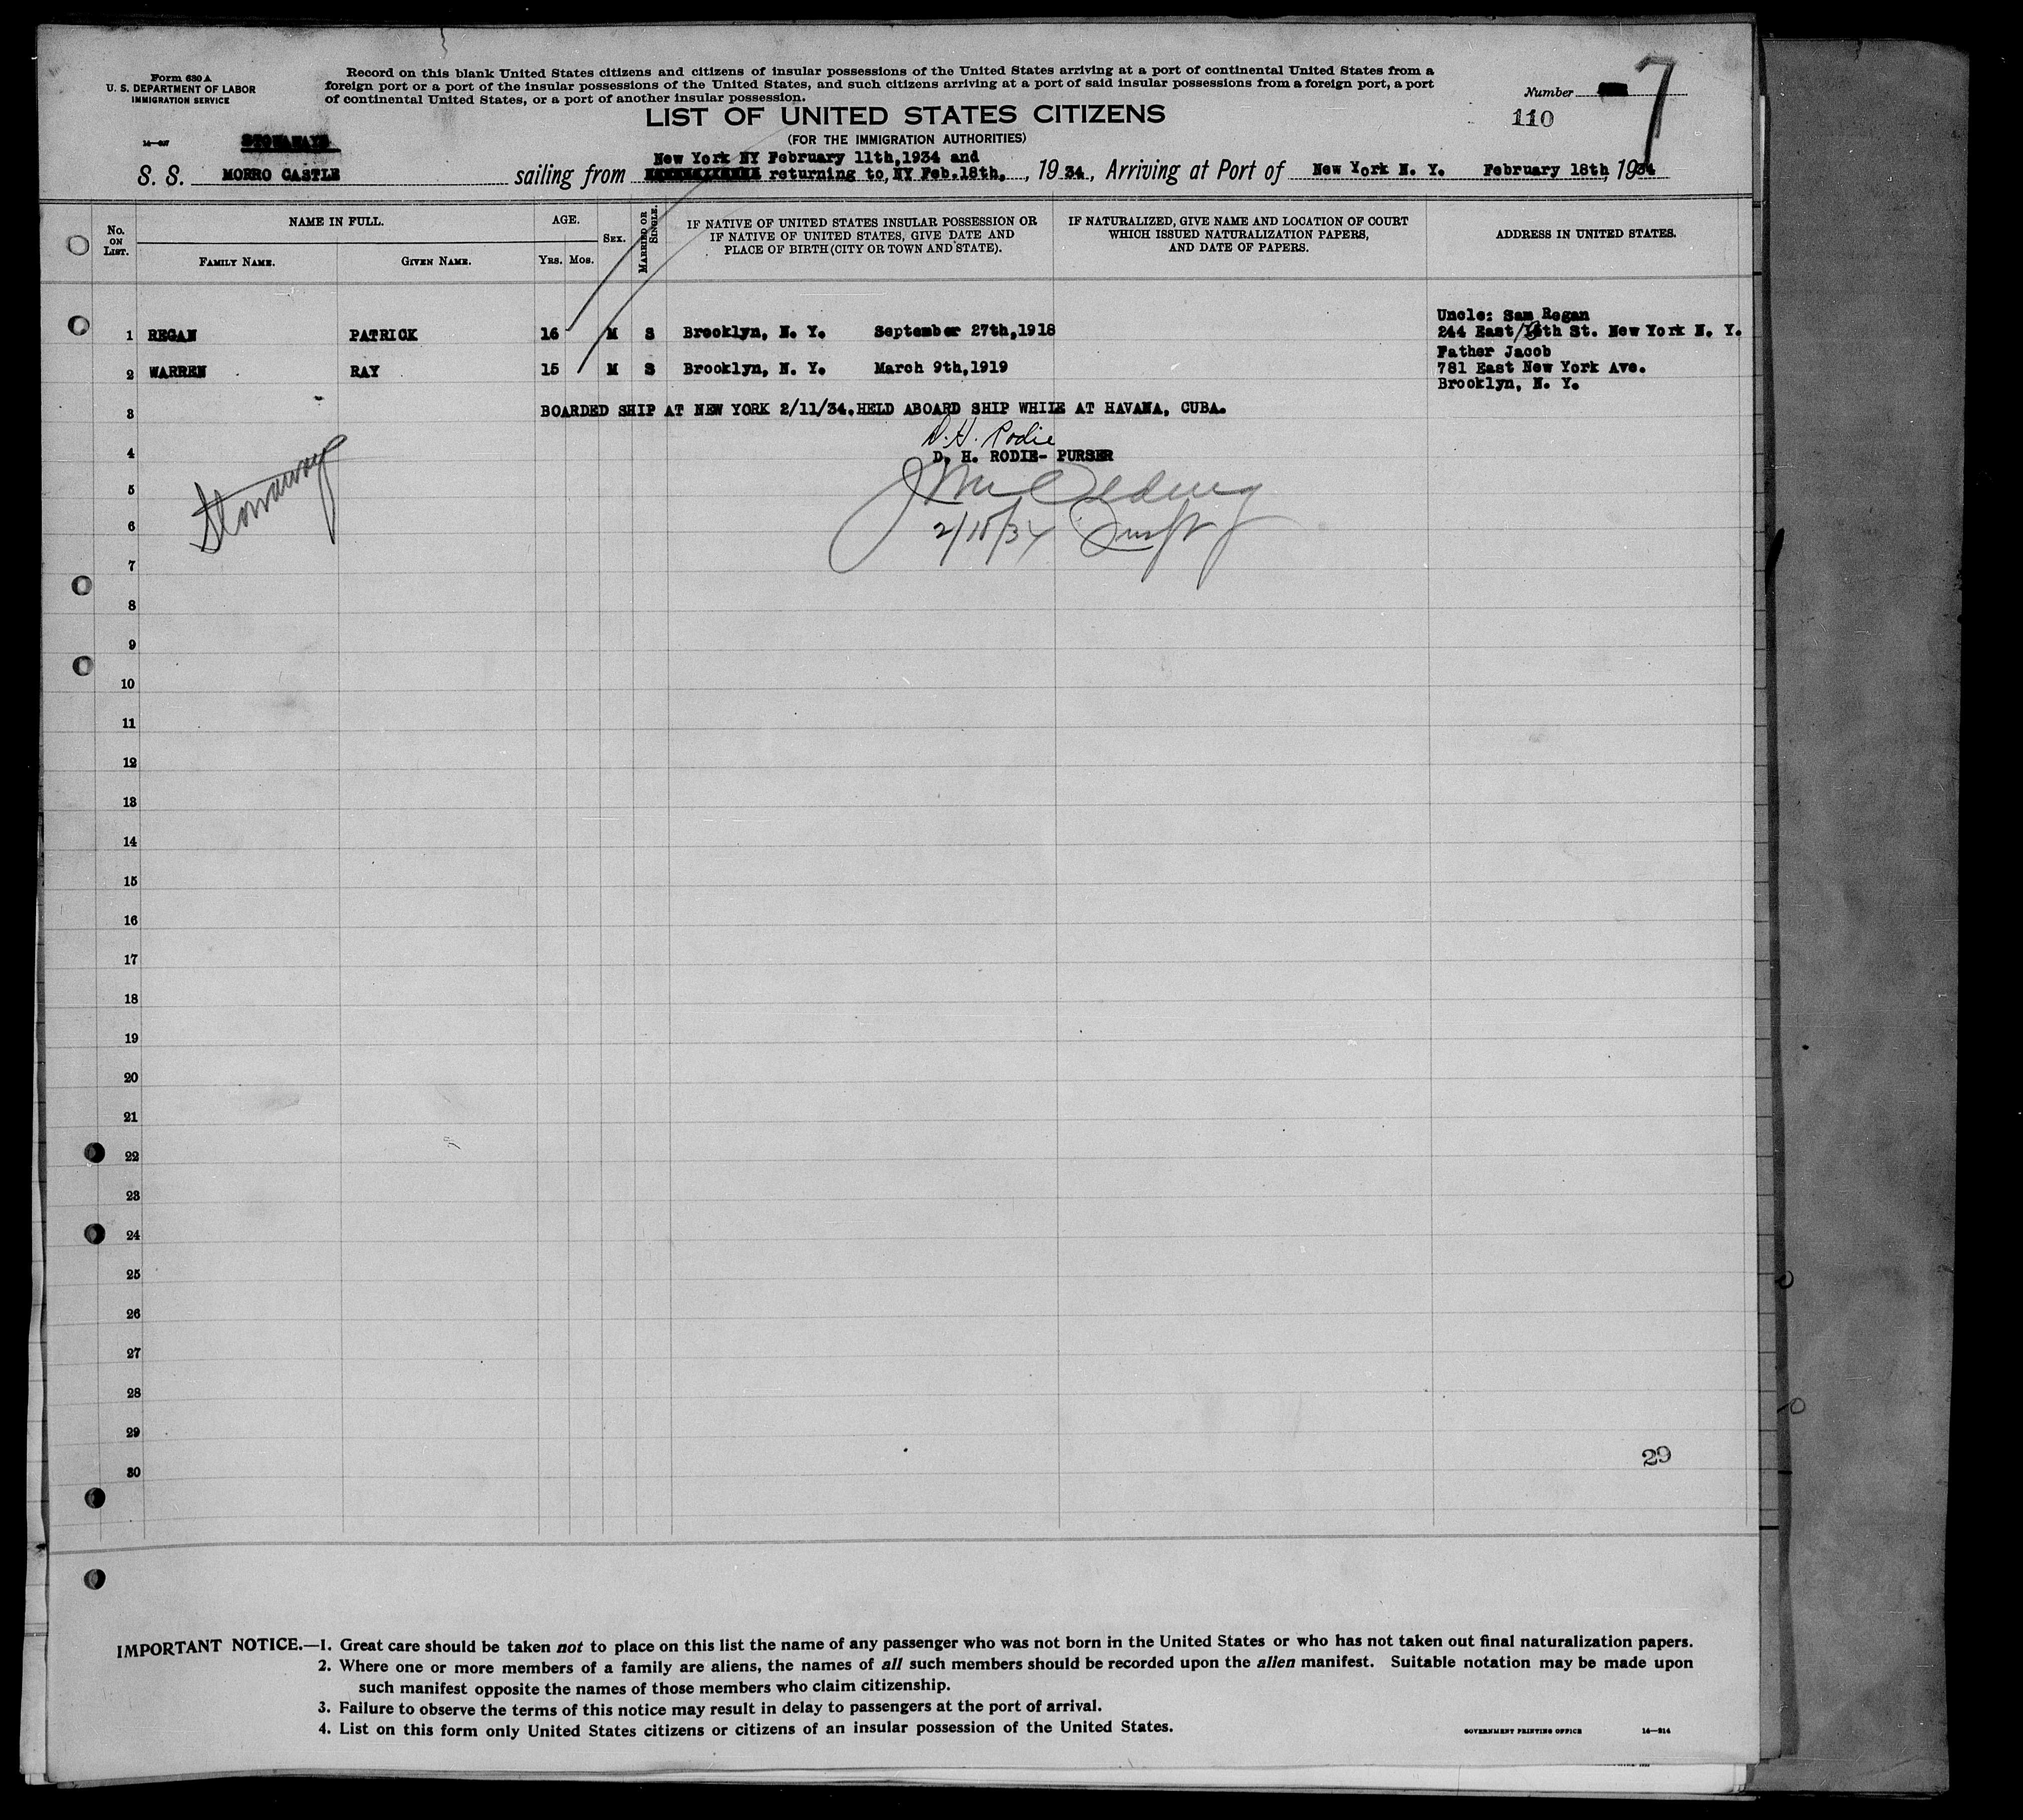 Form 630 A
U. S. DEPARTMENT OF LABOR
IMMIGRATION SERVICE
Record on this blank United States citizens and citizens of insular possessions of the United States arriving at a port of continental United States from a
foreign port or a port of the insular possessions of the United States, and such citizens arriving at a port of said insular possessions from a foreign port, a port
of continental United States, or a port of another insular possession.
Number 7
110
LIST OF UNITED STATES CITIZENS
(FOR THE IMMIGRATION AUTHORITIES)
STOWAWAYS
New York NY February 11th,1934 and
S. S. MORRO CASTLE sailing from returning to, NY Feb.18th, , 19 34, Arriving at Port of New York N. Y. February 18th, 1934
No. ON LIST.
NAME IN FULL.
FAMILY NAME.
GIVEN NAME.
AGE.
YRS. MOS.
SEX.
MARRIED OR SINGLE.
IF NATIVE OF UNITED STATES INSULAR POSSESSION OR
IF NATIVE OF UNITED STATES, GIVE DATE AND
PLACE OF BIRTH (CITY OR TOWN AND STATE).
IF NATURALIZED, GIVE NAME AND LOCATION OF COURT
WHICH ISSUED NATURALIZATION PAPERS,
AND DATE OF PAPERS.
ADDRESS IN UNITED STATES.
Uncle: Sam Regan
1 REGAN PATRICK 16 M S Brooklyn, N. Y. September 27th,1918 244 East St. New York N. Y.
Father Jacob
2 WARREN RAY 15 M S Brooklyn, N. Y. March 9th,1919 781 East New York Ave.
Brooklyn, N. Y.
3 BOARDED SHIP AT NEW YORK 2/11/34.HELD ABOARD SHIP WHILE AT HAVANA, CUBA.
D. H. Rodie
4 D. H. RODIE- PURSER
Stowaway
5
6
7
8
9
10
11
12
13
14
15
16
17
18
19
20
21
22
23
24
25
26
27
28
29
29
30
IMPORTANT NOTICE.—1. Great care should be taken not to place on this list the name of any passenger who was not born in the United States or who has not taken out final naturalization papers.
2. Where one or more members of a family are aliens, the names of all such members should be recorded upon the alien manifest. Suitable notation may be made upon
such manifest opposite the names of those members who claim citizenship.
3. Failure to observe the terms of this notice may result in delay to passengers at the port of arrival.
4. List on this form only United States citizens or citizens of an insular possession of the United States.
GOVERNMENT PRINTING OFFICE 14—914